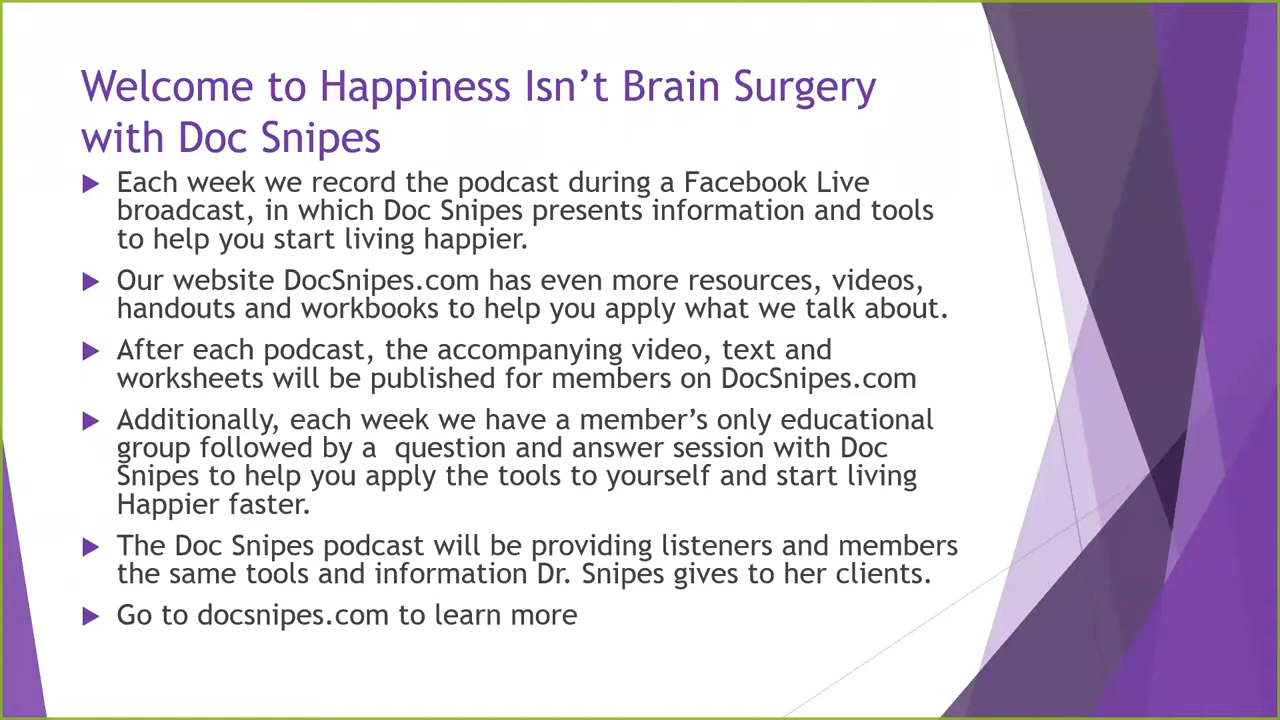 Welcome to Happiness Isn’t Brain Surgery
with Doc Snipes
Each week we record the podcast during a Facebook Live
broadcast, in which Doc Snipes presents information and tools
to help you start living happier.
Our website DocSnipes.com has even more resources, videos,
handouts and workbooks to help you apply what we talk about.
After each podcast, the accompanying video, text and
worksheets will be published for members on DocSnipes.com
Additionally, each week we have a member’s only educational
group followed by a  question and answer session with Doc
Snipes to help you apply the tools to yourself and start living
Happier faster.
The Doc Snipes podcast will be providing listeners and members
the same tools and information Dr. Snipes gives to her clients.
Go to docsnipes.com to learn more